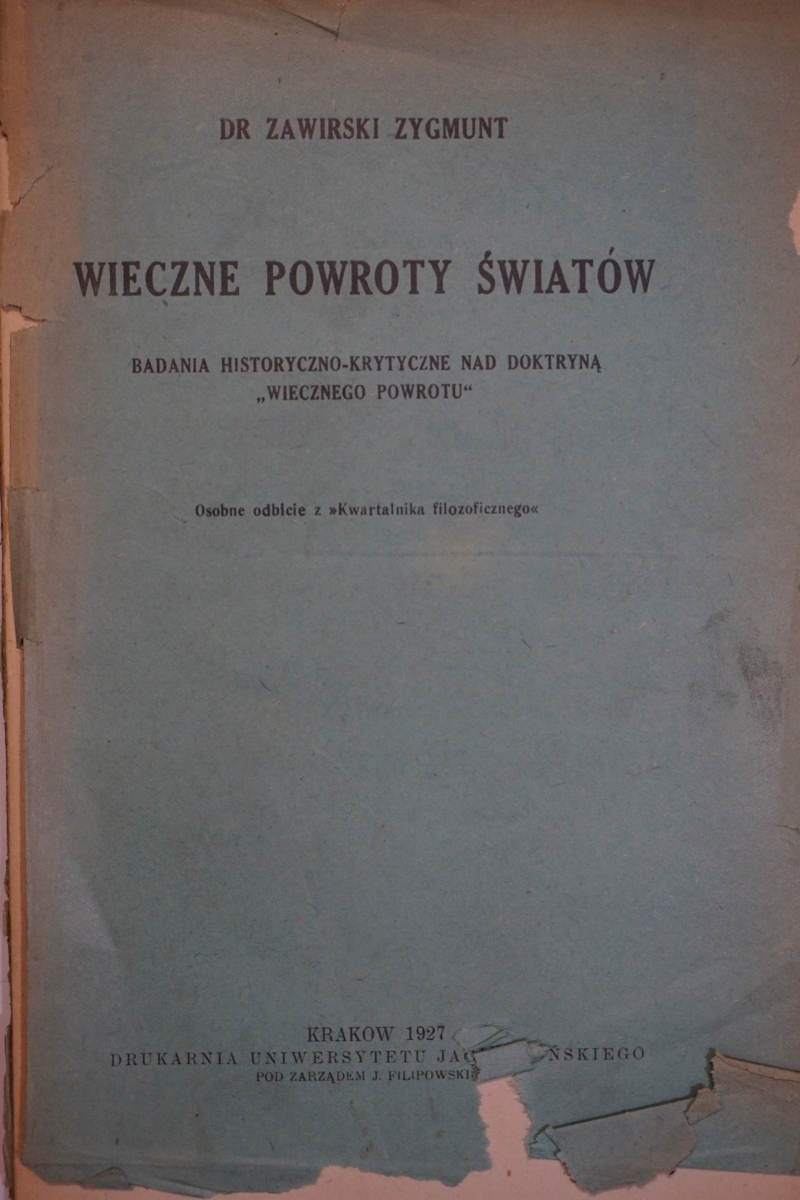 DR ZAWIRSKI ZYGMUNT
WIECZNE POWROTY ŚWIATÓW
BADANIA HISTORYCZNO-KRYTYCZNE NAD DOKTRYNĄ
„WIECZNEGO POWROTU“
Osobne odbicie z »Kwartalnika filozoficznego«
KRAKOW 1927
DRUKARNIA UNIWERSYTETU
POD ZARZĄDEM J. FILIPOWSKI